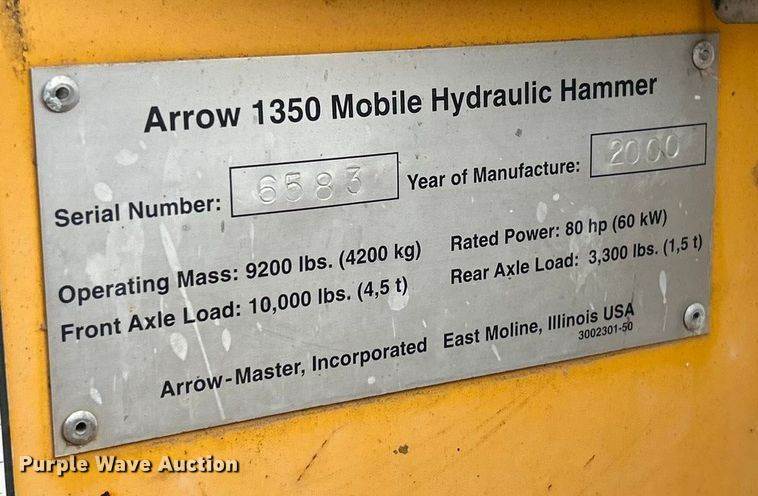 Arrow 1350 Mobile Hydraulic Hammer
Serial Number: 6583 Year of Manufacture: 2000
Operating Mass: 9200 lbs. (4200 kg) Rated Power: 80 hp (60 kW)
Front Axle Load: 10,000 lbs. (4,5 t) Rear Axle Load: 3,300 lbs. (1,5 t)
Arrow-Master, Incorporated East Moline, Illinois USA
3002301-50
Purple Wave Auction